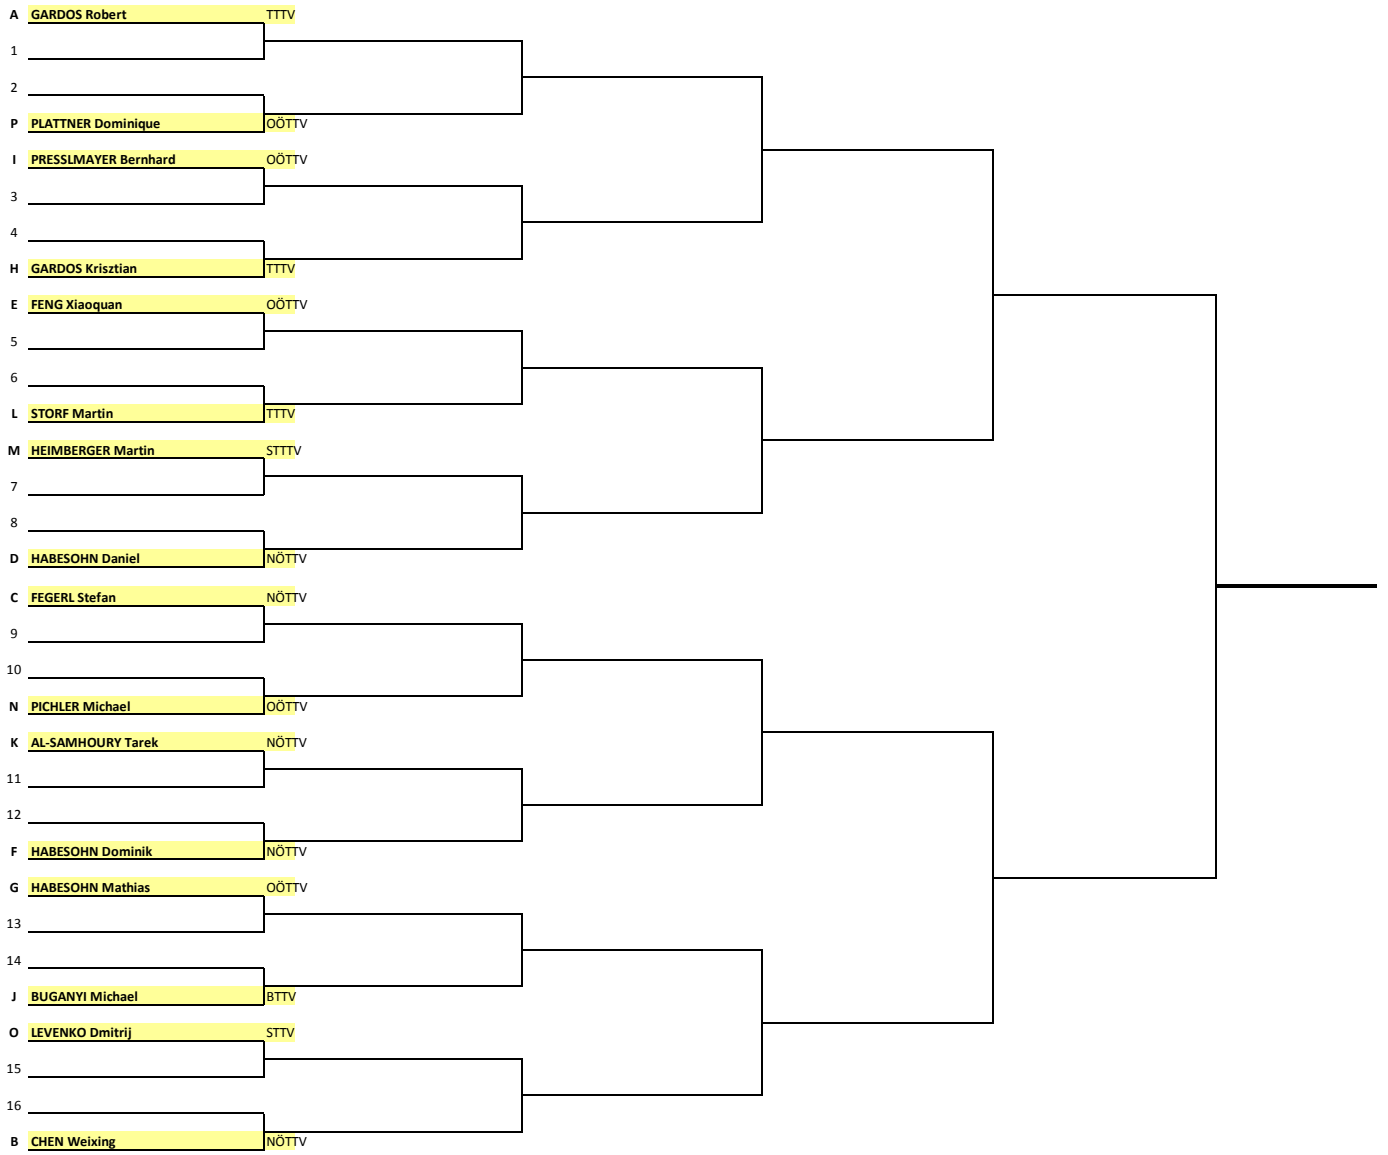 A GARDOS Robert TTTV
1
2
P PLATTNER Dominique OÖTTV
I PRESSLMAYER Bernhard OÖTTV
3
4
H GARDOS Krisztian TTTV
E FENG Xiaoquan OÖTTV
5
6
L STORF Martin TTTV
M HEIMBERGER Martin STTTV
7
8
D HABESOHN Daniel NÖTTV
C FEGERL Stefan NÖTTV
9
10
N PICHLER Michael OÖTTV
K AL-SAMHOURY Tarek NÖTTV
11
12
F HABESOHN Dominik NÖTTV
G HABESOHN Mathias OÖTTV
13
14
J BUGANYI Michael BTTV
O LEVENKO Dmitrij STTV
15
16
B CHEN Weixing NÖTTV